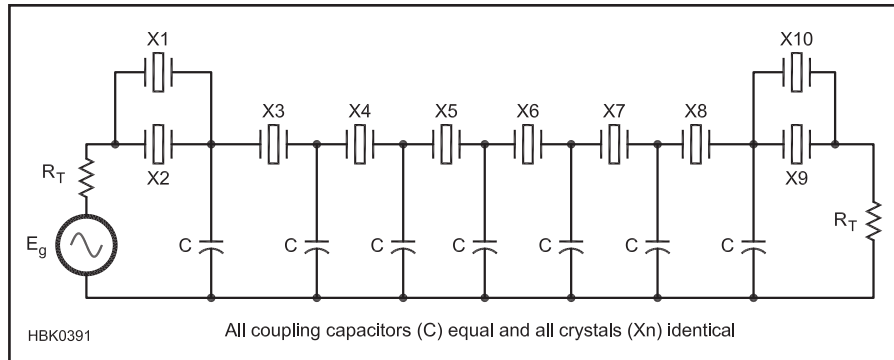 X1
X10
X3
X4
X5
X6
X7
X8
X2
X9
R_T
R_T
E_g
C
C
C
C
C
C
C
HBK0391
All coupling capacitors (C) equal and all crystals (Xn) identical